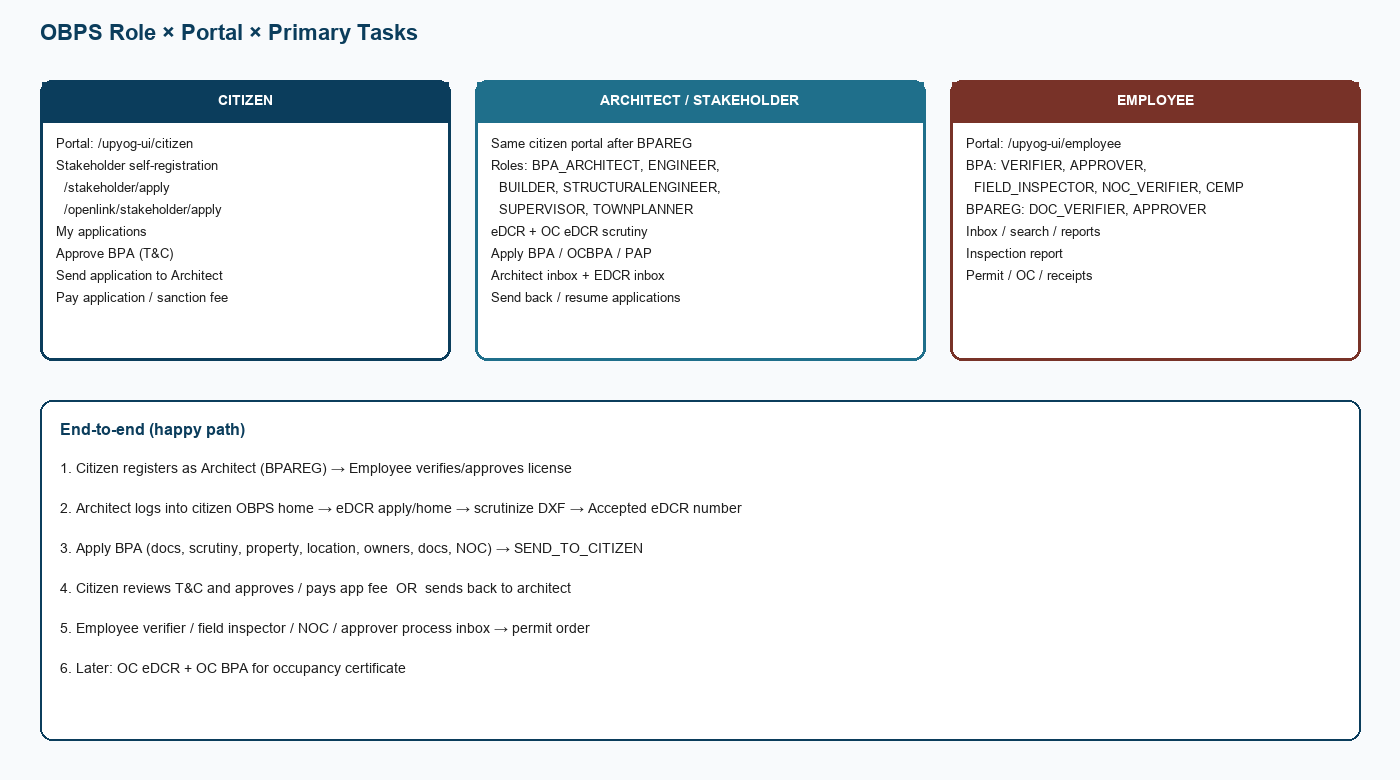 OBPS Role × Portal × Primary Tasks
CITIZEN
Portal: /upyog-ui/citizen
Stakeholder self-registration
/stakeholder/apply
/openlink/stakeholder/apply
My applications
Approve BPA (T&C)
Send application to Architect
Pay application / sanction fee
ARCHITECT / STAKEHOLDER
Same citizen portal after BPAREG
Roles: BPA_ARCHITECT, ENGINEER,
BUILDER, STRUCTURALENGINEER,
SUPERVISOR, TOWNPLANNER
eDCR + OC eDCR scrutiny
Apply BPA / OCBPA / PAP
Architect inbox + EDCR inbox
Send back / resume applications
EMPLOYEE
Portal: /upyog-ui/employee
BPA: VERIFIER, APPROVER,
FIELD_INSPECTOR, NOC_VERIFIER, CEMP
BPAREG: DOC_VERIFIER, APPROVER
Inbox / search / reports
Inspection report
Permit / OC / receipts
End-to-end (happy path)
1. Citizen registers as Architect (BPAREG) → Employee verifies/approves license
2. Architect logs into citizen OBPS home → eDCR apply/home → scrutinize DXF → Accepted eDCR number
3. Apply BPA (docs, scrutiny, property, location, owners, docs, NOC) → SEND_TO_CITIZEN
4. Citizen reviews T&C and approves / pays app fee  OR  sends back to architect
5. Employee verifier / field inspector / NOC / approver process inbox → permit order
6. Later: OC eDCR + OC BPA for occupancy certificate